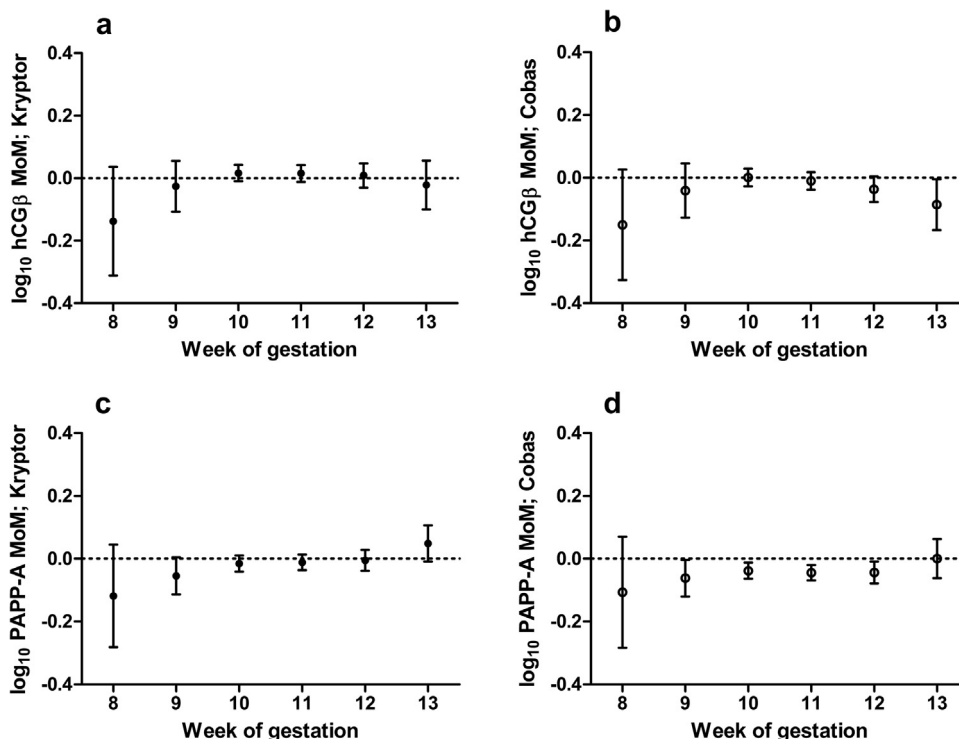 a
log₁₀ hCGβ MoM; Kryptor
0.4
0.2
0.0
-0.2
-0.4
8 9 10 11 12 13
Week of gestation
b
log₁₀ hCGβ MoM; Cobas
0.4
0.2
0.0
-0.2
-0.4
8 9 10 11 12 13
Week of gestation
c
log₁₀ PAPP-A MoM; Kryptor
0.4
0.2
0.0
-0.2
-0.4
8 9 10 11 12 13
Week of gestation
d
log₁₀ PAPP-A MoM; Cobas
0.4
0.2
0.0
-0.2
-0.4
8 9 10 11 12 13
Week of gestation